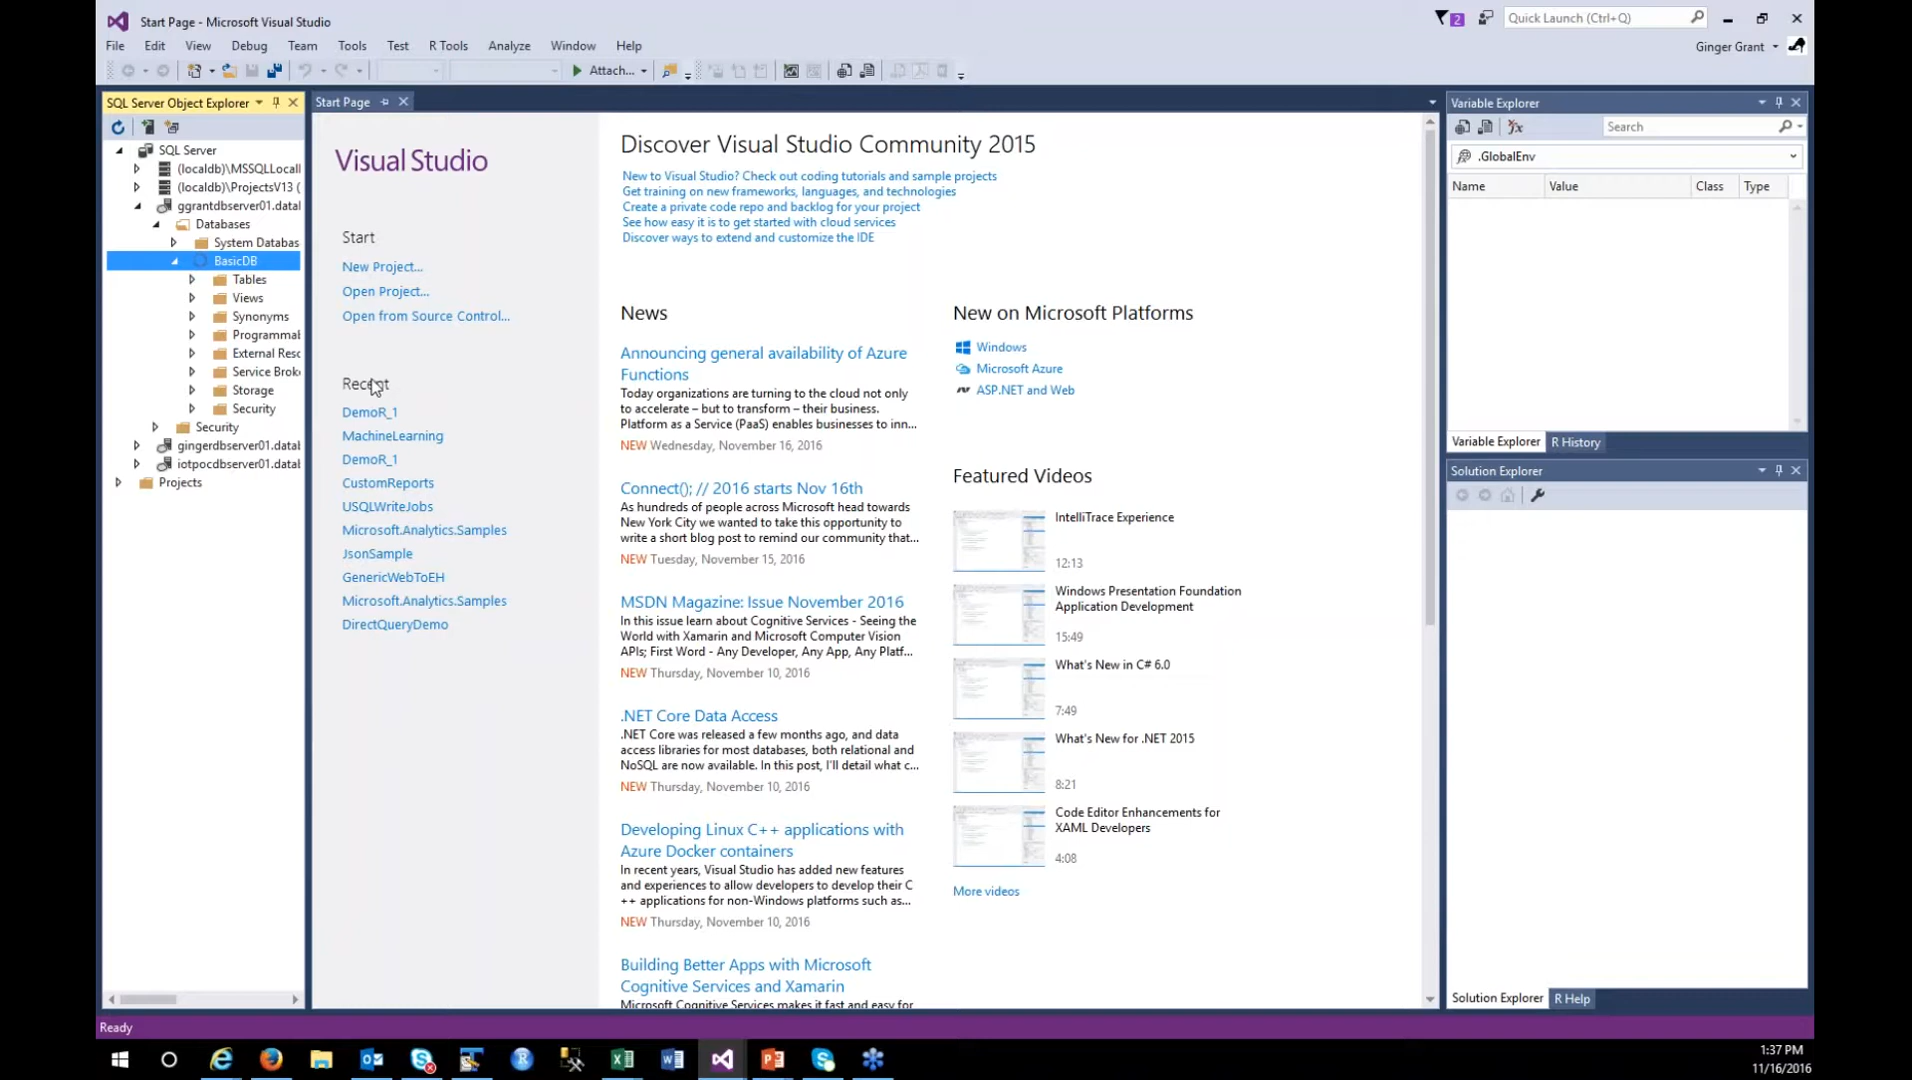 Start Page - Microsoft Visual Studio
2
Quick Launch (Ctrl+Q)
File Edit View Debug Team Tools Test R Tools Analyze Window Help
Ginger Grant
Attach...
SQL Server Object Explorer
SQL Server
(localdb)\MSSQLLocall
(localdb)\ProjectsV13 (
ggrantdbserver01.datal
Databases
System Databas
BasicDB
Tables
Views
Synonyms
Programmal
External Resc
Service Brok
Storage
Security
Security
gingerdbserver01.datal
iotpocdbserver01.datal
Projects
Start Page
Visual Studio
Start
New Project...
Open Project...
Open from Source Control...
Recent
DemoR_1
MachineLearning
DemoR_1
CustomReports
USQLWriteJobs
Microsoft.Analytics.Samples
JsonSample
GenericWebToEH
Microsoft.Analytics.Samples
DirectQueryDemo
Discover Visual Studio Community 2015
New to Visual Studio? Check out coding tutorials and sample projects
Get training on new frameworks, languages, and technologies
Create a private code repo and backlog for your project
See how easy it is to get started with cloud services
Discover ways to extend and customize the IDE
News
Announcing general availability of Azure
Functions
Today organizations are turning to the cloud not only
to accelerate – but to transform – their business.
Platform as a Service (PaaS) enables businesses to inn...
NEW Wednesday, November 16, 2016
Connect(); // 2016 starts Nov 16th
As hundreds of people across Microsoft head towards
New York City we wanted to take this opportunity to
write a short blog post to remind our community that...
NEW Tuesday, November 15, 2016
MSDN Magazine: Issue November 2016
In this issue learn about Cognitive Services - Seeing the
World with Xamarin and Microsoft Computer Vision
APIs; First Word - Any Developer, Any App, Any Platf...
NEW Thursday, November 10, 2016
.NET Core Data Access
.NET Core was released a few months ago, and data
access libraries for most databases, both relational and
NoSQL are now available. In this post, I'll detail what c...
NEW Thursday, November 10, 2016
Developing Linux C++ applications with
Azure Docker containers
In recent years, Visual Studio has added new features
and experiences to allow developers to develop their C
++ applications for non-Windows platforms such as...
NEW Thursday, November 10, 2016
Building Better Apps with Microsoft
Cognitive Services and Xamarin
Microsoft Cognitive Services makes it fast and easy for
New on Microsoft Platforms
Windows
Microsoft Azure
ASP.NET and Web
Featured Videos
IntelliTrace Experience
12:13
Windows Presentation Foundation
Application Development
15:49
What's New in C# 6.0
7:49
What's New for .NET 2015
8:21
Code Editor Enhancements for
XAML Developers
4:08
More videos
Variable Explorer
Search
.GlobalEnv
Name Value Class Type
Variable Explorer R History
Solution Explorer
Solution Explorer R Help
Ready
1:37 PM
11/16/2016